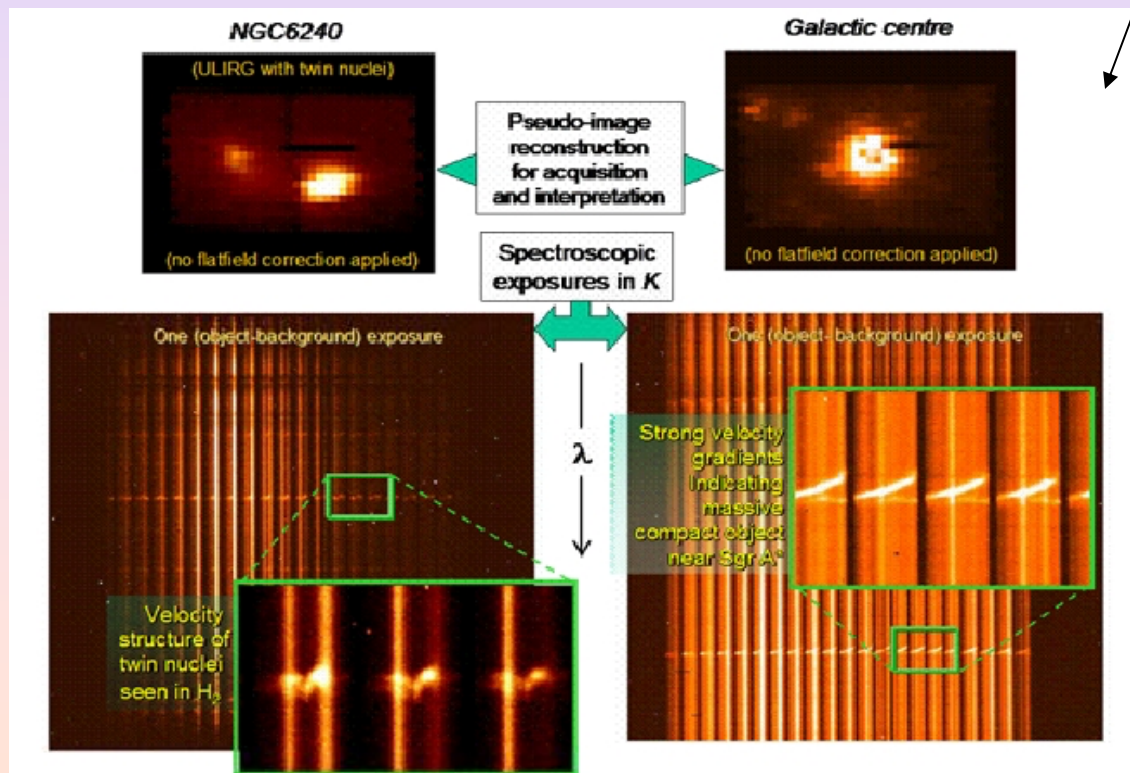 NGC6240
Galactic centre
(ULIRG with twin nuclei)
Pseudo-image
reconstruction
for acquisition
and interpretation
(no flatfield correction applied)
(no flatfield correction applied)
Spectroscopic
exposures in K
One (object-background) exposure
One (object- background) exposure
λ
Strong velocity
gradients
Indicating
massive
compact object
near Sgr A*
Velocity
structure of
twin nuclei
seen in H₂